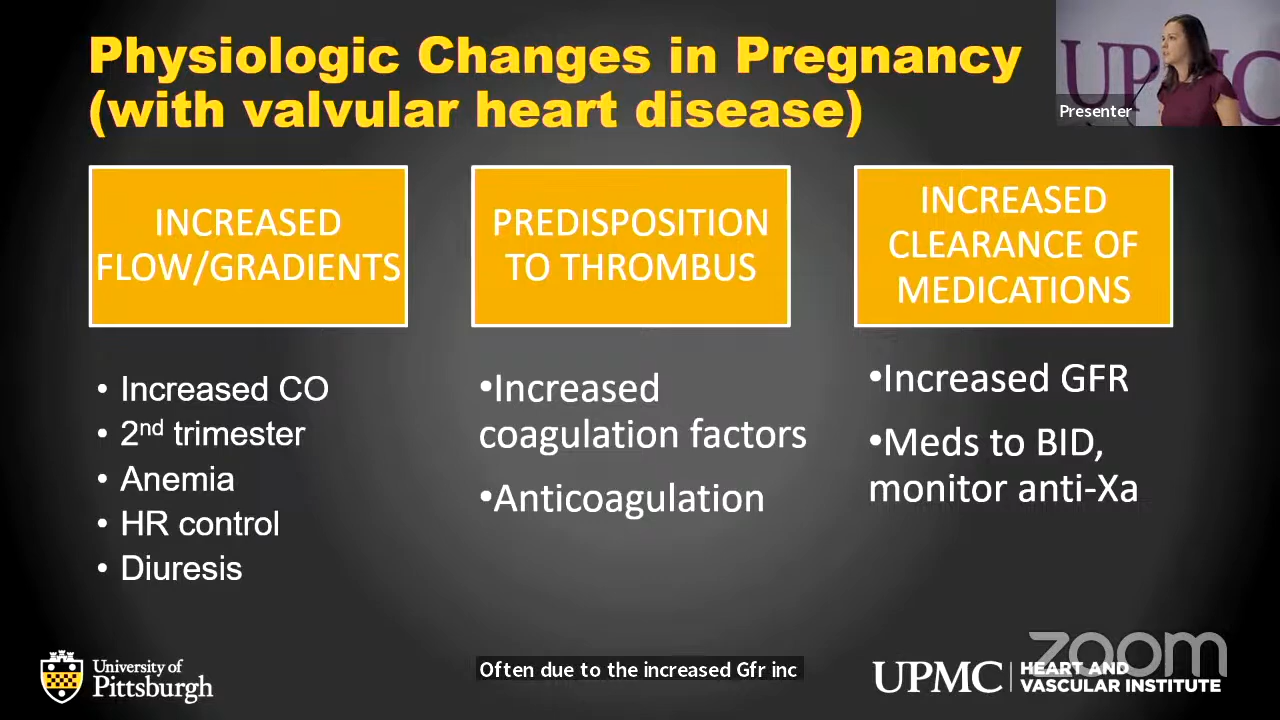 Physiologic Changes in Pregnancy
(with valvular heart disease)
UPMC
Presenter
INCREASED
FLOW/GRADIENTS
• Increased CO
• 2nd trimester
• Anemia
• HR control
• Diuresis
PREDISPOSITION
TO THROMBUS
•Increased
coagulation factors
•Anticoagulation
INCREASED
CLEARANCE OF
MEDICATIONS
•Increased GFR
•Meds to BID,
monitor anti-Xa
University of
Pittsburgh
Often due to the increased Gfr inc
zoom
UPMC
HEART AND
VASCULAR INSTITUTE